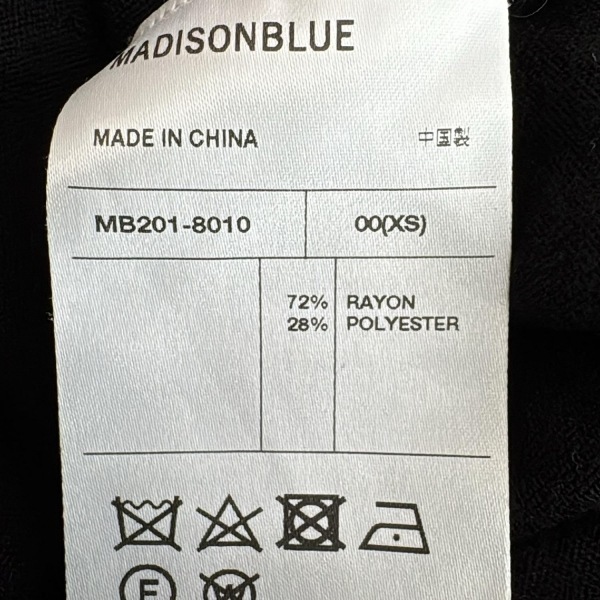 MADISONBLUE
MADE IN CHINA 中国製
MB201-8010 00(XS)
72% RAYON
28% POLYESTER
F W